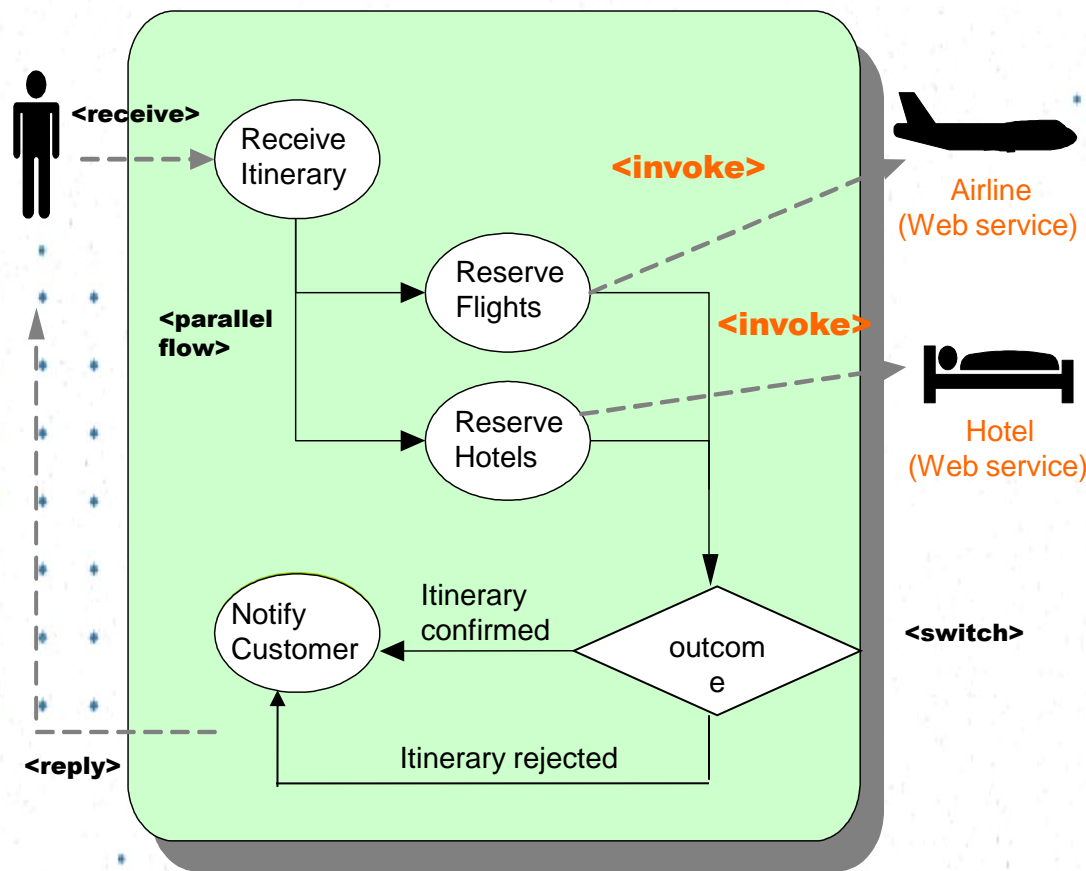 <receive>
Receive
Itinerary
<invoke>
Airline
(Web service)
Reserve
Flights
<parallel
flow>
<invoke>
Reserve
Hotels
Hotel
(Web service)
Notify
Customer
Itinerary
confirmed
outcom
e
<switch>
Itinerary rejected
<reply>